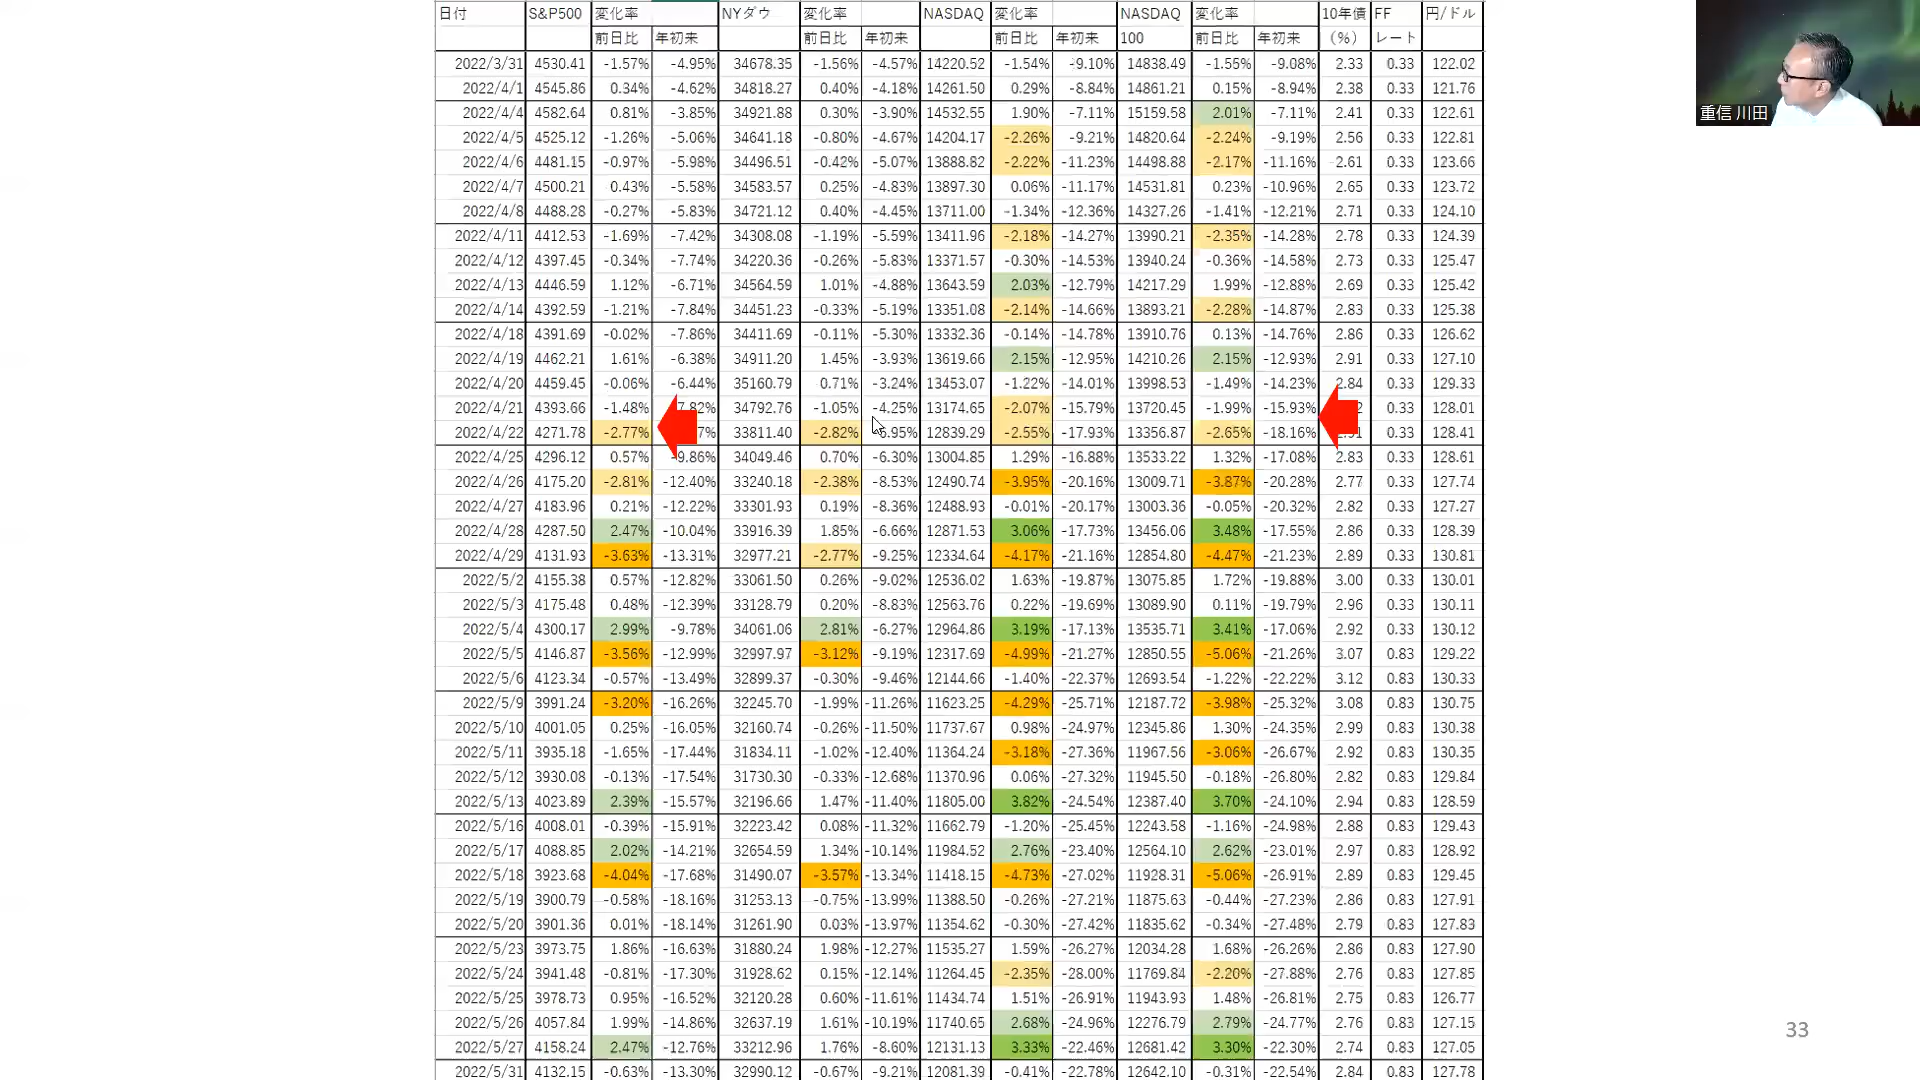 日付 S&P500 変化率 NYダウ 変化率 NASDAQ 変化率 NASDAQ 変化率 10年債 FF 円/ドル
前日比 年初来 前日比 年初来 前日比 年初来 100 前日比 年初来 （%） レート
2022/3/31 4530.41 -1.57% -4.95% 34678.35 -1.56% -4.57% 14220.52 -1.54% -9.10% 14838.49 -1.55% -9.08% 2.33 0.33 122.02
2022/4/1 4545.86 0.34% -4.62% 34818.27 0.40% -4.18% 14261.50 0.29% -8.84% 14861.21 0.15% -8.94% 2.38 0.33 121.76
2022/4/4 4582.64 0.81% -3.85% 34921.88 0.30% -3.90% 14532.55 1.90% -7.11% 15159.58 2.01% -7.11% 2.41 0.33 122.61
2022/4/5 4525.12 -1.26% -5.06% 34641.18 -0.80% -4.67% 14204.17 -2.26% -9.21% 14820.64 -2.24% -9.19% 2.56 0.33 122.81
2022/4/6 4481.15 -0.97% -5.98% 34496.51 -0.42% -5.07% 13888.82 -2.22% -11.23% 14498.88 -2.17% -11.16% 2.61 0.33 123.66
2022/4/7 4500.21 0.43% -5.58% 34583.57 0.25% -4.83% 13897.30 0.06% -11.17% 14531.81 0.23% -10.96% 2.65 0.33 123.72
2022/4/8 4488.28 -0.27% -5.83% 34721.12 0.40% -4.45% 13711.00 -1.34% -12.36% 14327.26 -1.41% -12.21% 2.71 0.33 124.10
2022/4/11 4412.53 -1.69% -7.42% 34308.08 -1.19% -5.59% 13411.96 -2.18% -14.27% 13990.21 -2.35% -14.28% 2.78 0.33 124.39
2022/4/12 4397.45 -0.34% -7.74% 34220.36 -0.26% -5.83% 13371.57 -0.30% -14.53% 13940.24 -0.36% -14.58% 2.73 0.33 125.47
2022/4/13 4446.59 1.12% -6.71% 34564.59 1.01% -4.88% 13643.59 2.03% -12.79% 14217.29 1.99% -12.88% 2.69 0.33 125.42
2022/4/14 4392.59 -1.21% -7.84% 34451.23 -0.33% -5.19% 13351.08 -2.14% -14.66% 13893.21 -2.28% -14.87% 2.83 0.33 125.38
2022/4/18 4391.69 -0.02% -7.86% 34411.69 -0.11% -5.30% 13332.36 -0.14% -14.78% 13910.76 0.13% -14.76% 2.86 0.33 126.62
2022/4/19 4462.21 1.61% -6.38% 34911.20 1.45% -3.93% 13619.66 2.15% -12.95% 14210.26 2.15% -12.93% 2.91 0.33 127.10
2022/4/20 4459.45 -0.06% -6.44% 35160.79 0.71% -3.24% 13453.07 -1.22% -14.01% 13998.53 -1.49% -14.23% 2.84 0.33 129.33
2022/4/21 4393.66 -1.48% 34792.76 -1.05% -4.25% 13174.65 -2.07% -15.79% 13720.45 -1.99% -15.93% 0.33 128.01
2022/4/22 4271.78 -2.77% 33811.40 -2.82% 12839.29 -2.55% -17.93% 13356.87 -2.65% -18.16% 0.33 128.41
2022/4/25 4296.12 0.57% -9.86% 34049.46 0.70% -6.30% 13004.85 1.29% -16.88% 13533.22 1.32% -17.08% 2.83 0.33 128.61
2022/4/26 4175.20 -2.81% -12.40% 33240.18 -2.38% -8.53% 12490.74 -3.95% -20.16% 13009.71 -3.87% -20.28% 2.77 0.33 127.74
2022/4/27 4183.96 0.21% -12.22% 33301.93 0.19% -8.36% 12488.93 -0.01% -20.17% 13003.36 -0.05% -20.32% 2.82 0.33 127.27
2022/4/28 4287.50 2.47% -10.04% 33916.39 1.85% -6.66% 12871.53 3.06% -17.73% 13456.06 3.48% -17.55% 2.86 0.33 128.39
2022/4/29 4131.93 -3.63% -13.31% 32977.21 -2.77% -9.25% 12334.64 -4.17% -21.16% 12854.80 -4.47% -21.23% 2.89 0.33 130.81
2022/5/2 4155.38 0.57% -12.82% 33061.50 0.26% -9.02% 12536.02 1.63% -19.87% 13075.85 1.72% -19.88% 3.00 0.33 130.01
2022/5/3 4175.48 0.48% -12.39% 33128.79 0.20% -8.83% 12563.76 0.22% -19.69% 13089.90 0.11% -19.79% 2.96 0.33 130.11
2022/5/4 4300.17 2.99% -9.78% 34061.06 2.81% -6.27% 12964.86 3.19% -17.13% 13535.71 3.41% -17.06% 2.92 0.33 130.12
2022/5/5 4146.87 -3.56% -12.99% 32997.97 -3.12% -9.19% 12317.69 -4.99% -21.27% 12850.55 -5.06% -21.26% 3.07 0.83 129.22
2022/5/6 4123.34 -0.57% -13.49% 32899.37 -0.30% -9.46% 12144.66 -1.40% -22.37% 12693.54 -1.22% -22.22% 3.12 0.83 130.33
2022/5/9 3991.24 -3.20% -16.26% 32245.70 -1.99% -11.26% 11623.25 -4.29% -25.71% 12187.72 -3.98% -25.32% 3.08 0.83 130.75
2022/5/10 4001.05 0.25% -16.05% 32160.74 -0.26% -11.50% 11737.67 0.98% -24.97% 12345.86 1.30% -24.35% 2.99 0.83 130.38
2022/5/11 3935.18 -1.65% -17.44% 31834.11 -1.02% -12.40% 11364.24 -3.18% -27.36% 11967.56 -3.06% -26.67% 2.92 0.83 130.35
2022/5/12 3930.08 -0.13% -17.54% 31730.30 -0.33% -12.68% 11370.96 0.06% -27.32% 11945.50 -0.18% -26.80% 2.82 0.83 129.84
2022/5/13 4023.89 2.39% -15.57% 32196.66 1.47% -11.40% 11805.00 3.82% -24.54% 12387.40 3.70% -24.10% 2.94 0.83 128.59
2022/5/16 4008.01 -0.39% -15.91% 32223.42 0.08% -11.32% 11662.79 -1.20% -25.45% 12243.58 -1.16% -24.98% 2.88 0.83 129.43
2022/5/17 4088.85 2.02% -14.21% 32654.59 1.34% -10.14% 11984.52 2.76% -23.40% 12564.10 2.62% -23.01% 2.97 0.83 128.92
2022/5/18 3923.68 -4.04% -17.68% 31490.07 -3.57% -13.34% 11418.15 -4.73% -27.02% 11928.31 -5.06% -26.91% 2.89 0.83 129.45
2022/5/19 3900.79 -0.58% -18.16% 31253.13 -0.75% -13.99% 11388.50 -0.26% -27.21% 11875.63 -0.44% -27.23% 2.86 0.83 127.91
2022/5/20 3901.36 0.01% -18.14% 31261.90 0.03% -13.97% 11354.62 -0.30% -27.42% 11835.62 -0.34% -27.48% 2.79 0.83 127.83
2022/5/23 3973.75 1.86% -16.63% 31880.24 1.98% -12.27% 11535.27 1.59% -26.27% 12034.28 1.68% -26.26% 2.86 0.83 127.90
2022/5/24 3941.48 -0.81% -17.30% 31928.62 0.15% -12.14% 11264.45 -2.35% -28.00% 11769.84 -2.20% -27.88% 2.76 0.83 127.85
2022/5/25 3978.73 0.95% -16.52% 32120.28 0.60% -11.61% 11434.74 1.51% -26.91% 11943.93 1.48% -26.81% 2.75 0.83 126.77
2022/5/26 4057.84 1.99% -14.86% 32637.19 1.61% -10.19% 11740.65 2.68% -24.96% 12276.79 2.79% -24.77% 2.76 0.83 127.15
2022/5/27 4158.24 2.47% -12.76% 33212.96 1.76% -8.60% 12131.13 3.33% -22.46% 12681.42 3.30% -22.30% 2.74 0.83 127.05
2022/5/31 4132.15 -0.63% -13.30% 32990.12 -0.67% -9.21% 12081.39 -0.41% -22.78% 12642.10 -0.31% -22.54% 2.84 0.83 127.78
重信 川田
33